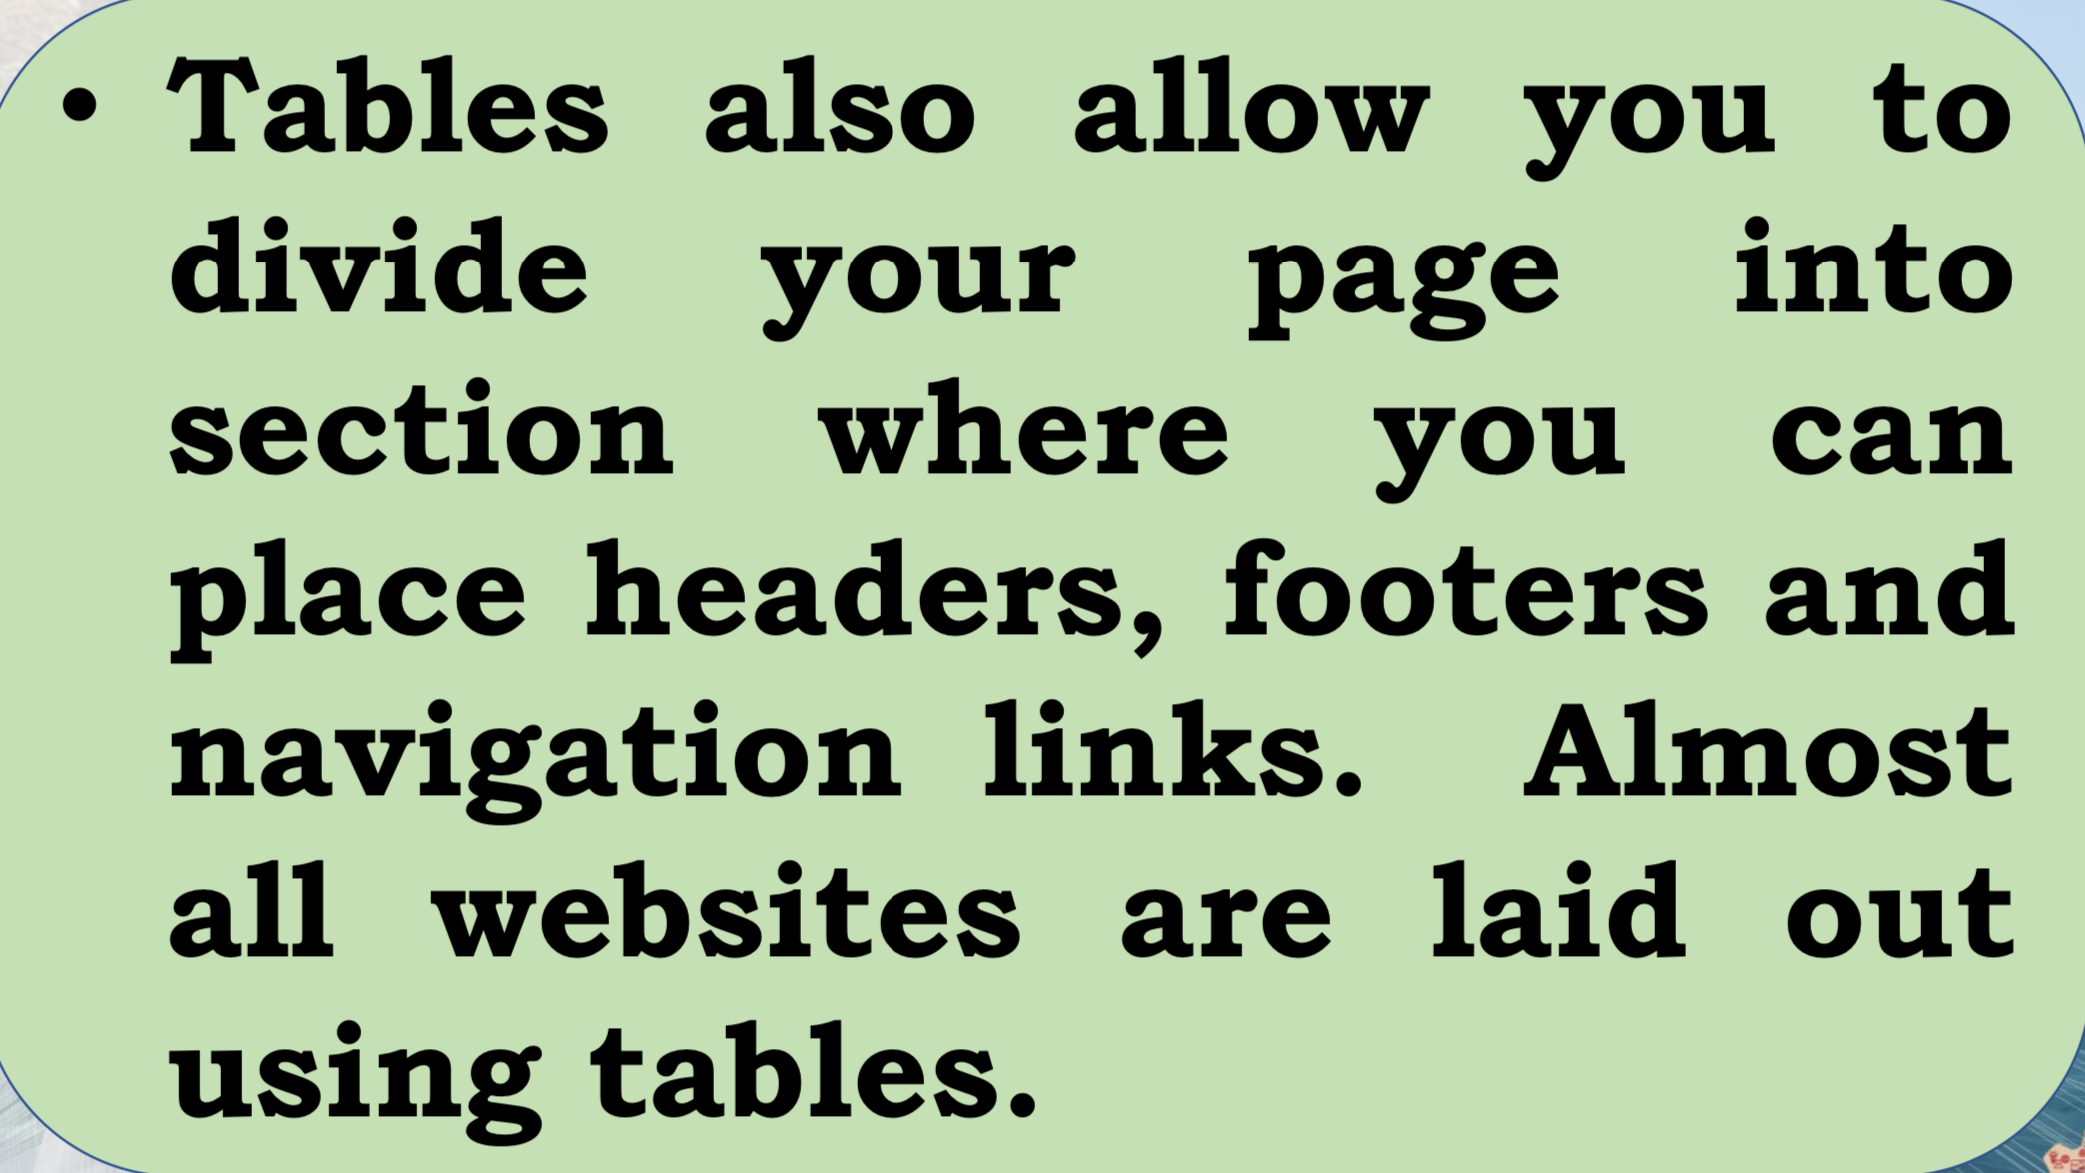 • Tables also allow you to
divide your page into
section where you can
place headers, footers and
navigation links. Almost
all websites are laid out
using tables.